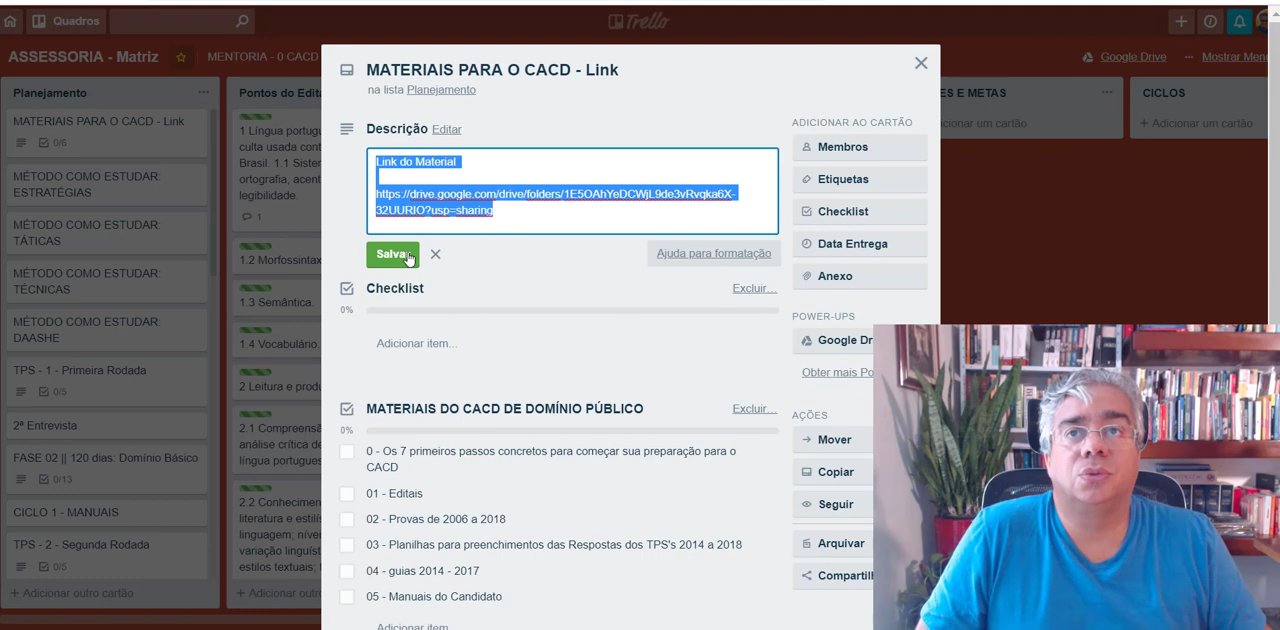 Quadros
Trello
ASSESSORIA - Matriz
MENTORIA - 0 CACD
Google Drive
Mostrar Menu
Planejamento
MATERIAIS PARA O CACD - Link
0/6
MÉTODO COMO ESTUDAR:
ESTRATÉGIAS
MÉTODO COMO ESTUDAR:
TÁTICAS
MÉTODO COMO ESTUDAR:
TÉCNICAS
MÉTODO COMO ESTUDAR:
DAASHE
TPS - 1 - Primeira Rodada
0/5
2ª Entrevista
FASE 02 || 120 dias: Domínio Básico
0/13
CICLO 1 - MANUAIS
TPS - 2 - Segunda Rodada
0/5
+ Adicionar outro cartão
Pontos do Edita
1 Língua portugu
culta usada cont
Brasil. 1.1 Sister
ortografia, acent
legibilidade.
1
1.2 Morfossintax
1.3 Semântica.
1.4 Vocabulário.
2 Leitura e produ
2.1 Compreensã
análise crítica de
língua portugues
2.2 Conhecimen
literatura e estilís
linguagem; níve
variação linguíst
estilos textuais; t
+ Adicionar outr
MATERIAIS PARA O CACD - Link
na lista Planejamento
Descrição Editar
Link do Material
https://drive.google.com/drive/folders/1E5OAhYeDCWjL9de3vRvqka6X-
32UURIO?usp=sharing
Salva
Ajuda para formatação
Checklist
Excluir…
0%
Adicionar item...
MATERIAIS DO CACD DE DOMÍNIO PÚBLICO
Excluir…
0%
0 - Os 7 primeiros passos concretos para começar sua preparação para o
CACD
01 - Editais
02 - Provas de 2006 a 2018
03 - Planilhas para preenchimentos das Respostas dos TPS's 2014 a 2018
04 - guias 2014 - 2017
05 - Manuais do Candidato
Adicionar item
ADICIONAR AO CARTÃO
Membros
Etiquetas
Checklist
Data Entrega
Anexo
POWER-UPS
Google Dr
Obter mais Po
AÇÕES
Mover
Copiar
Seguir
Arquivar
Compartill
ES E METAS
icionar um cartão
CICLOS
+ Adicionar um cartão